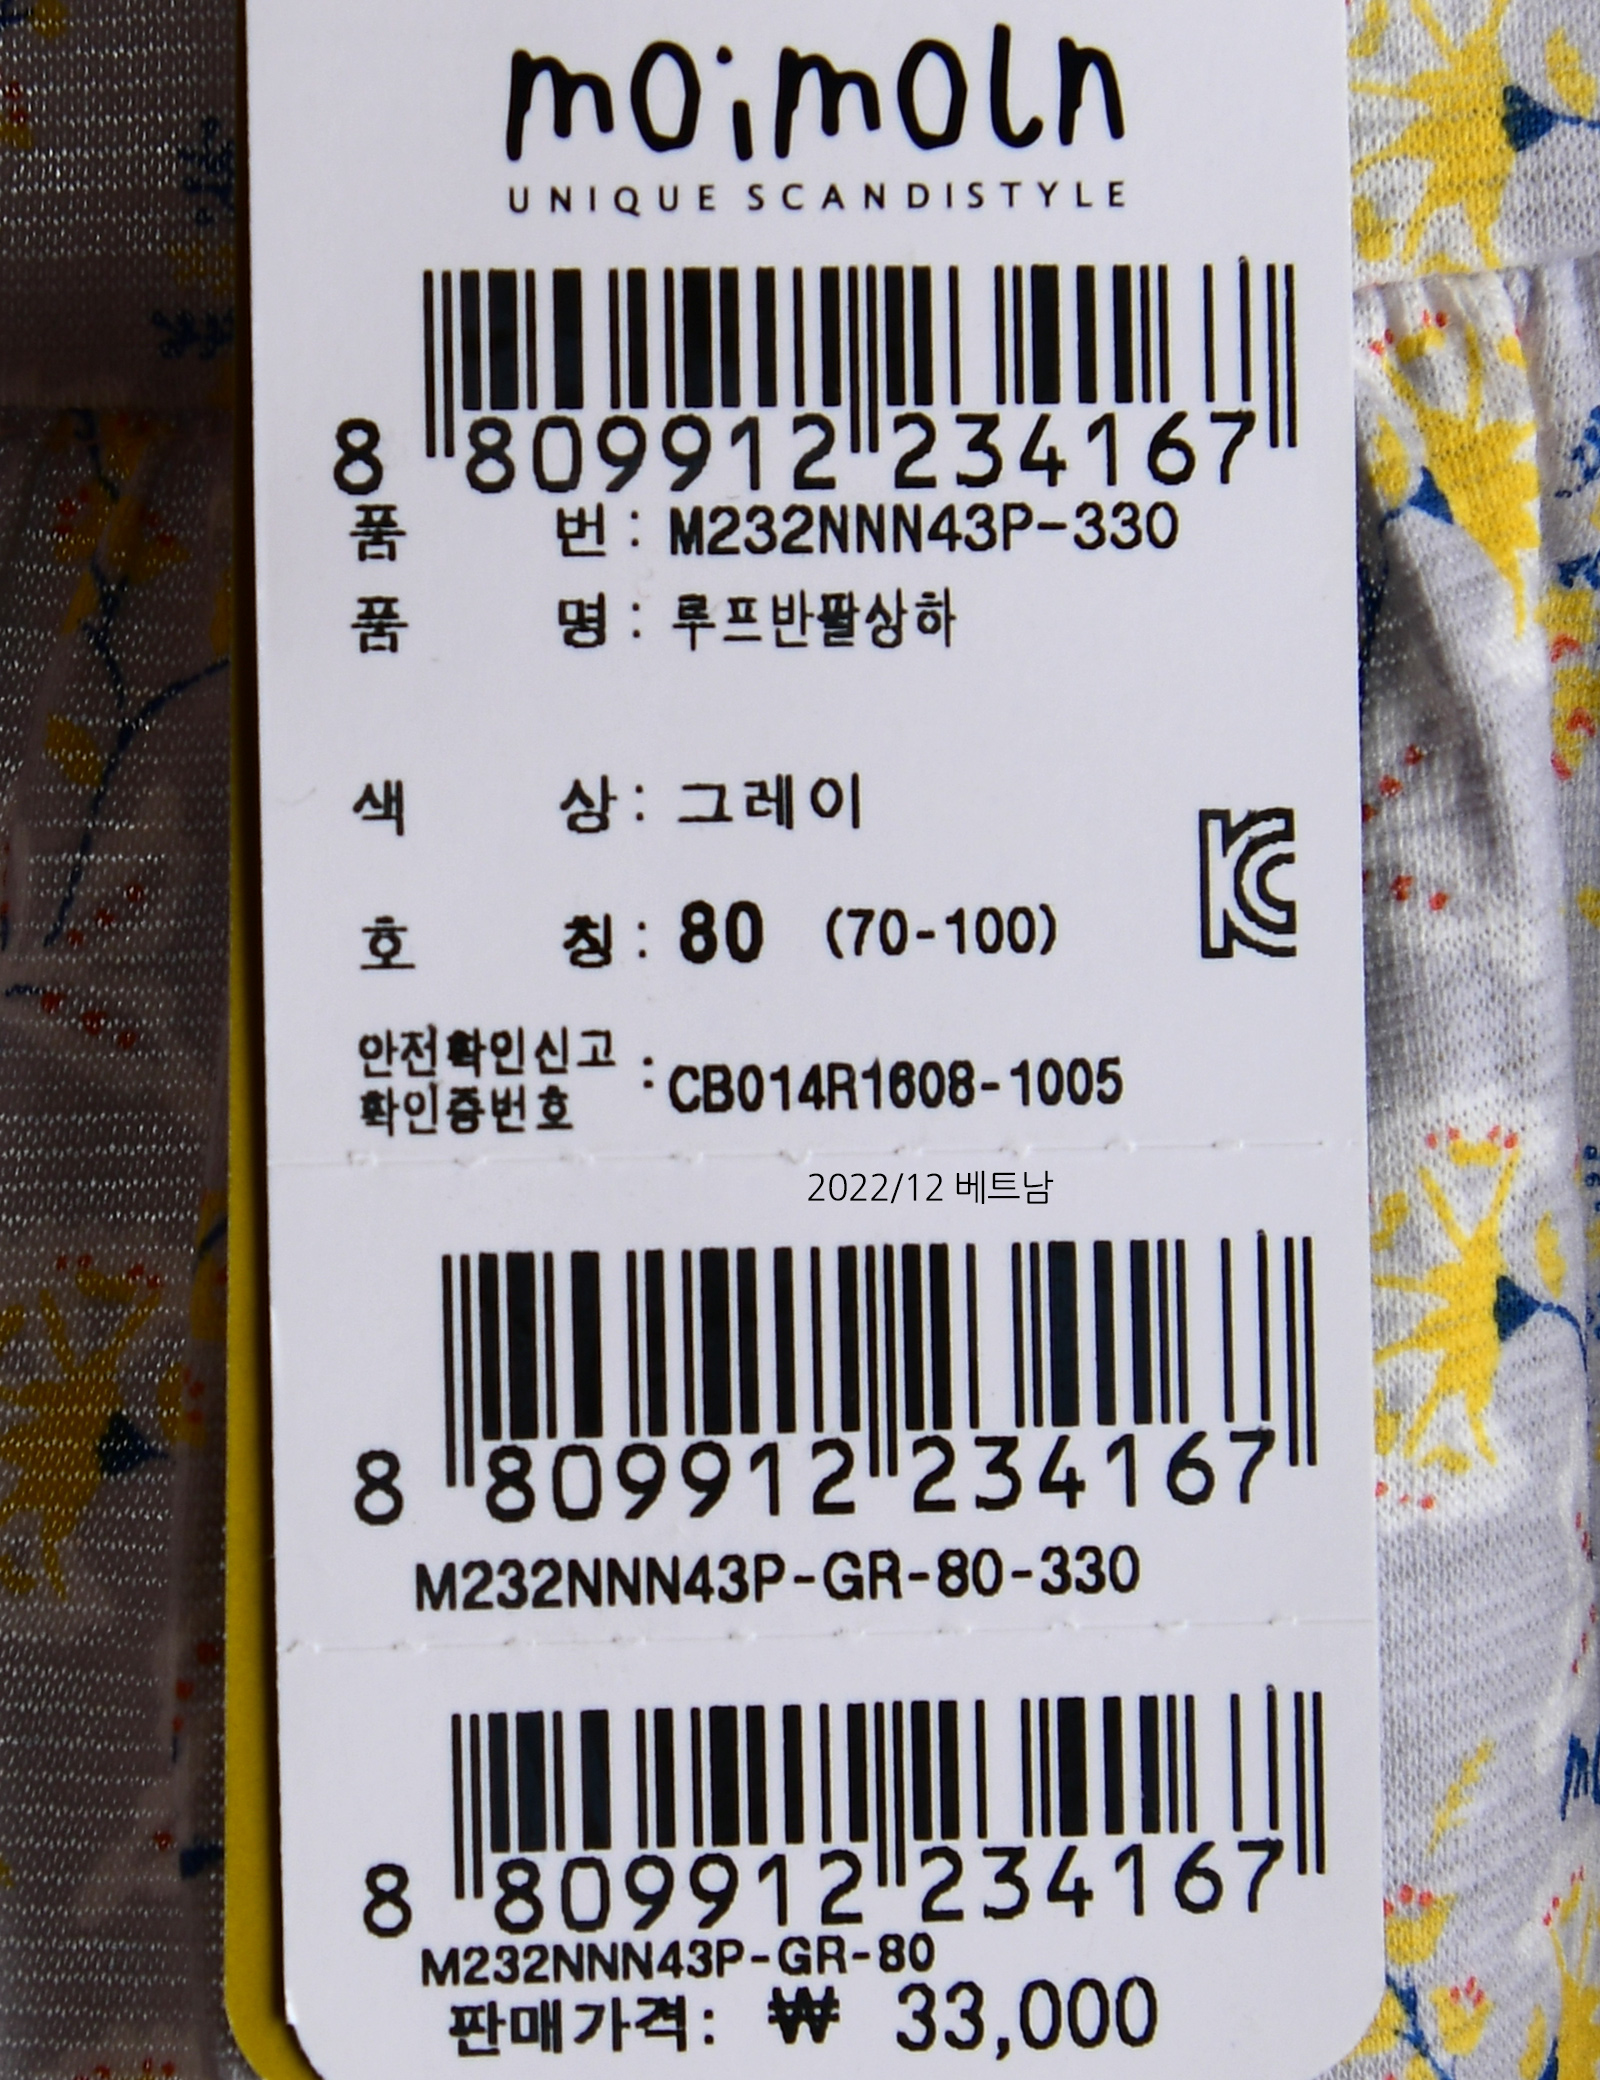 moimoln
UNIQUE SCANDISTYLE
8 809912 234167
품 번 : M232NNN43P-330
품 명 : 루프반팔상하
색 상 : 그레이
호 칭 : 80 (70-100)
KC
안전확인신고
확인증번호 : CB014R1608-1005
2022/12 베트남
8 809912 234167
M232NNN43P-GR-80-330
8 809912 234167
M232NNN43P-GR-80
판매가격: ₩ 33,000